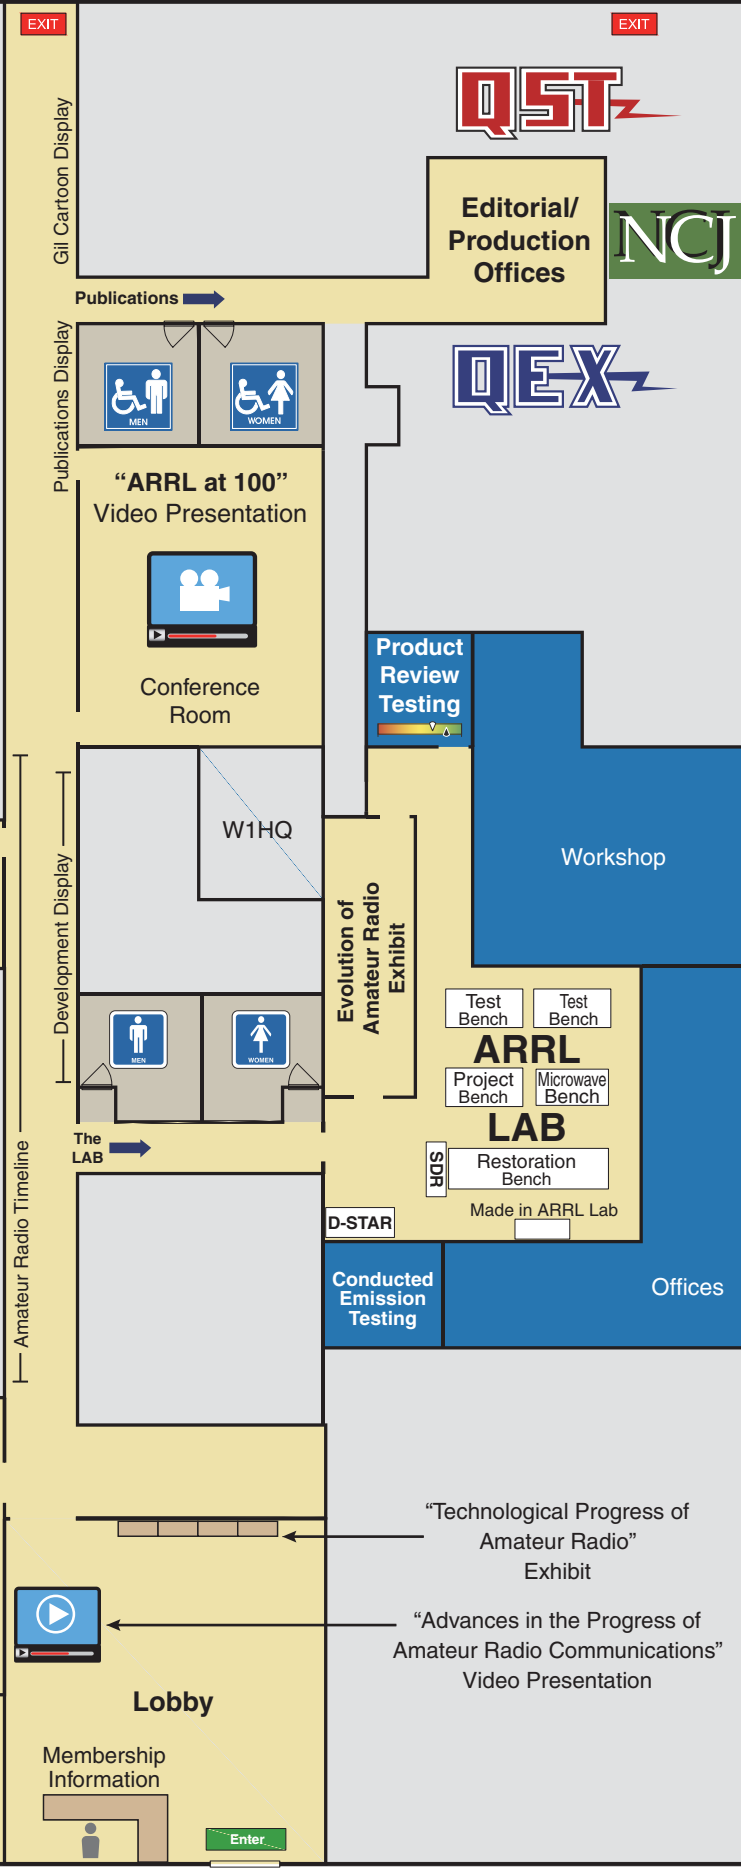 EXIT
EXIT
QST
Gil Cartoon Display
Editorial/
Production
Offices
NCJ
Publications
Publications Display
QEX
MEN
WOMEN
“ARRL at 100”
Video Presentation
Conference
Room
Product
Review
Testing
W1HQ
Workshop
Development Display
Evolution of
Amateur Radio
Exhibit
Test
Bench
Test
Bench
ARRL
MEN
WOMEN
Project
Bench
Microwave
Bench
LAB
The
LAB
SDR
Restoration
Bench
Amateur Radio Timeline
D-STAR
Made in ARRL Lab
Conducted
Emission
Testing
Offices
“Technological Progress of
Amateur Radio”
Exhibit
“Advances in the Progress of
Amateur Radio Communications”
Video Presentation
Lobby
Membership
Information
Enter